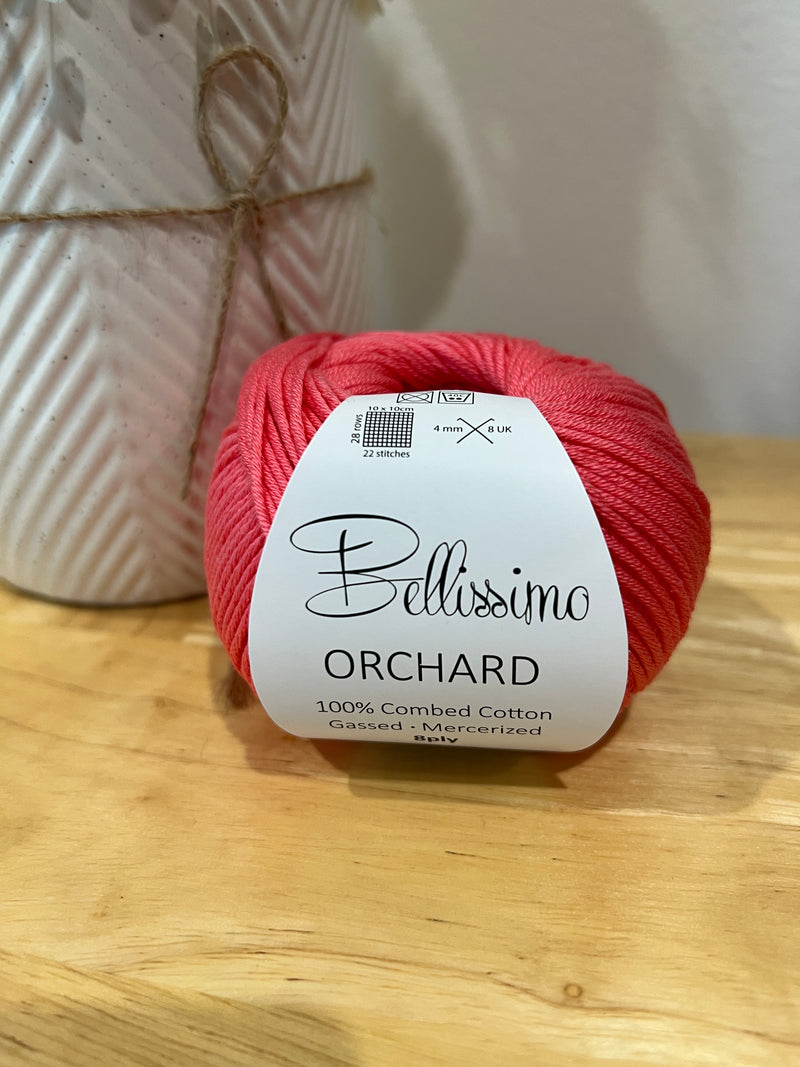 10 x 10cm
28 rows
4 mm 8 UK
22 stitches
Bellissimo
ORCHARD
100% Combed Cotton
Gassed · Mercerized
8ply